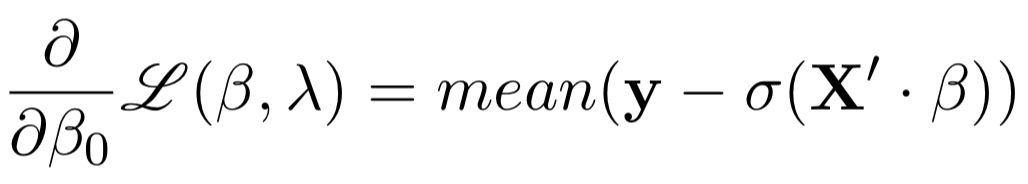 ∂/∂β₀ ℒ(β, λ) = mean(𝐲 − σ(𝐗′ · β))